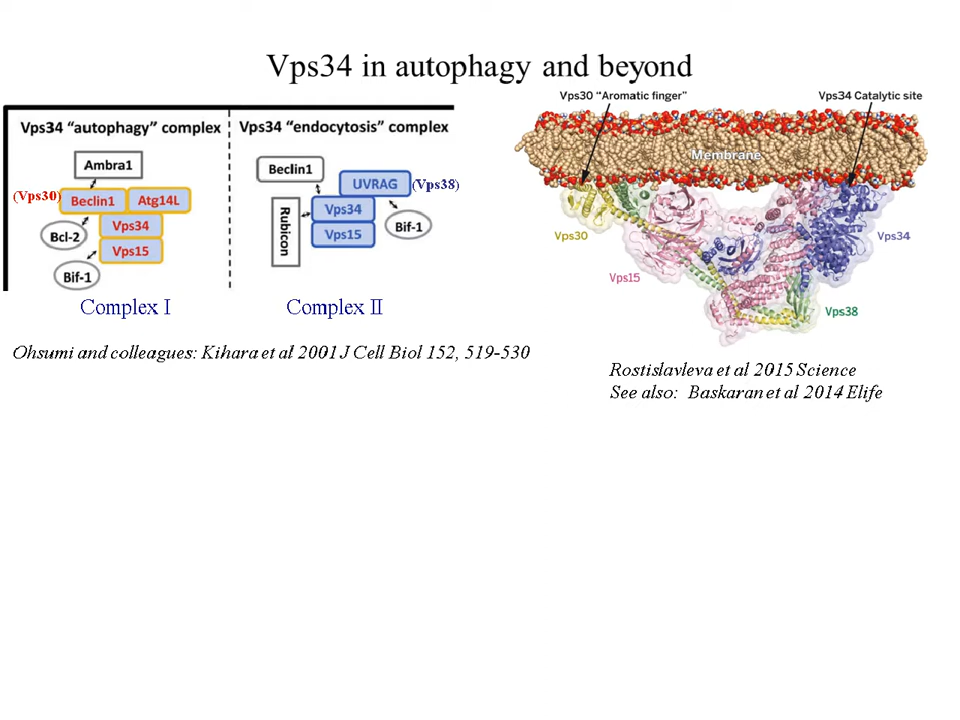 Vps34 in autophagy and beyond
Vps34 "autophagy" complex
Ambra1
(Vps30)
Beclin1
Atg14L
Vps34
Bcl-2
Vps15
Bif-1
Complex I
Vps34 "endocytosis" complex
Beclin1
UVRAG
(Vps38)
Rubicon
Vps34
Bif-1
Vps15
Complex II
Ohsumi and colleagues: Kihara et al 2001 J Cell Biol 152, 519-530
Vps30 "Aromatic finger"
Vps34 Catalytic site
Membrane
Vps30
Vps34
Vps15
Vps38
Rostislavleva et al 2015 Science
See also: Baskaran et al 2014 Elife